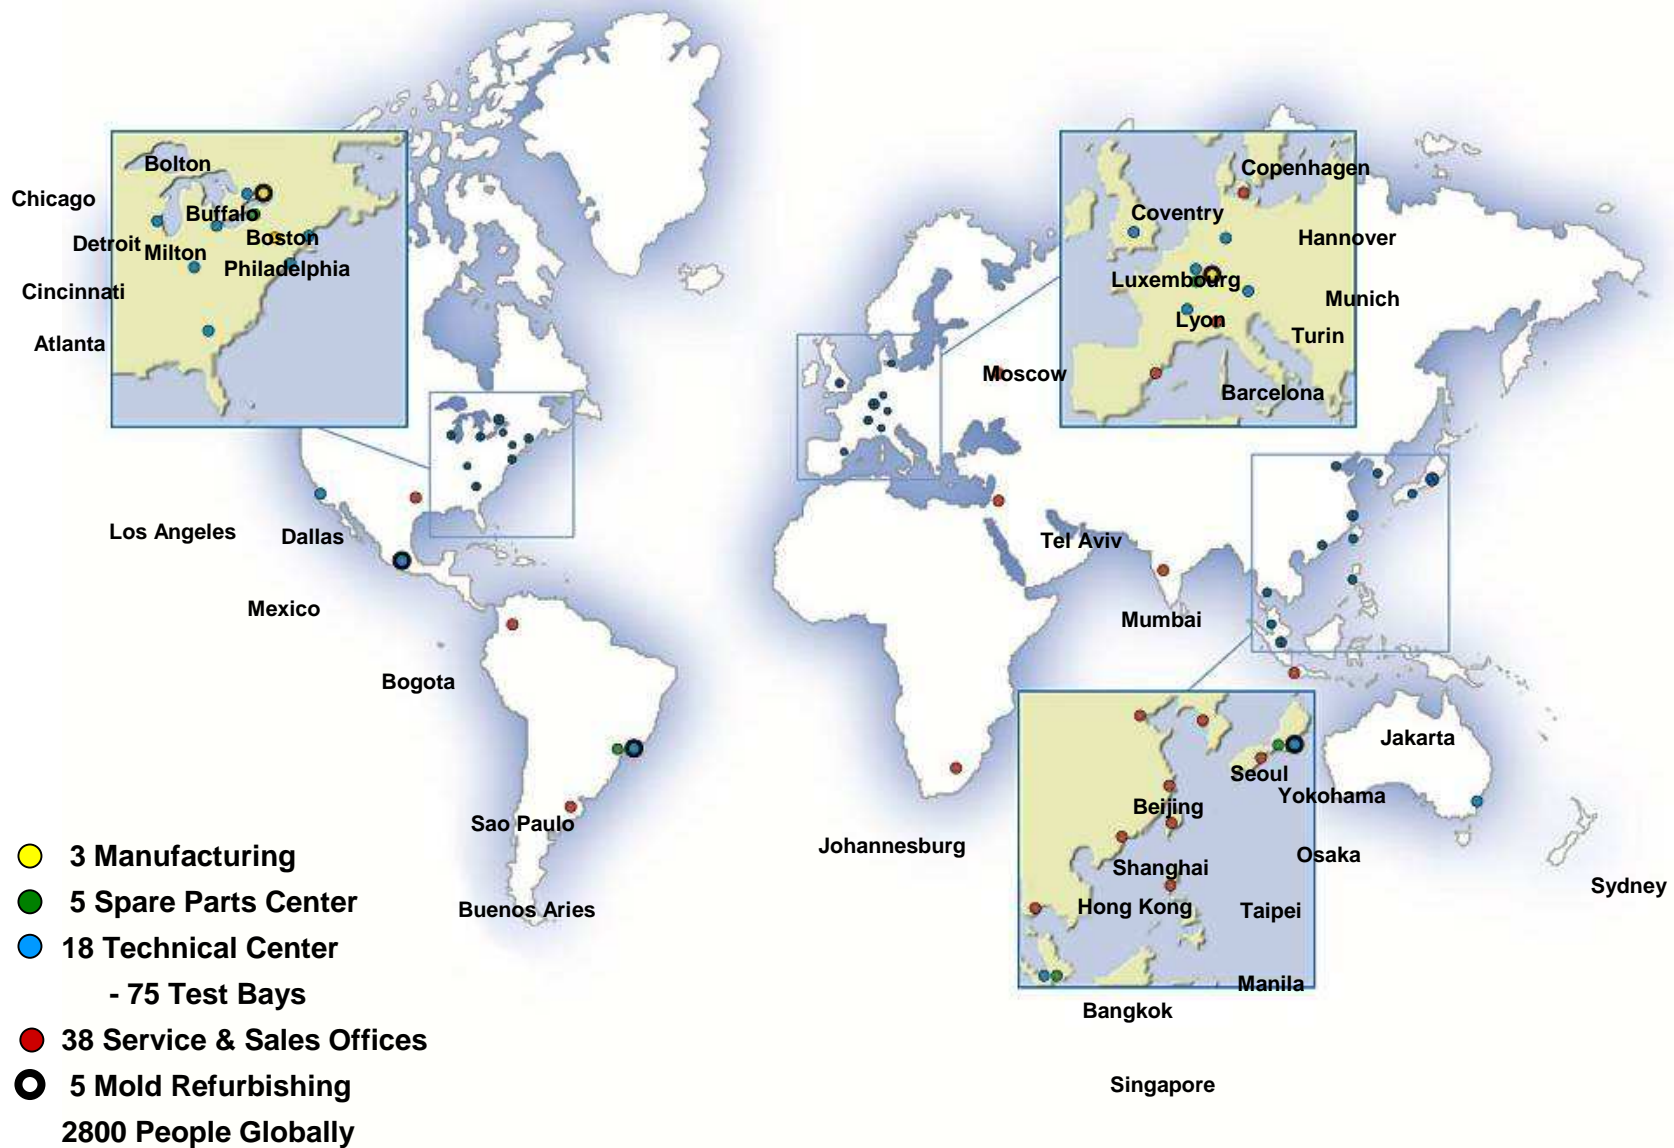 Bolton
Chicago
Buffalo
Detroit
Milton
Boston
Philadelphia
Cincinnati
Atlanta
Los Angeles
Dallas
Mexico
Bogota
Sao Paulo
Buenos Aries
Copenhagen
Coventry
Hannover
Luxembourg
Munich
Lyon
Turin
Moscow
Barcelona
Tel Aviv
Mumbai
Johannesburg
Jakarta
Seoul
Yokohama
Beijing
Osaka
Shanghai
Sydney
Hong Kong
Taipei
Manila
Bangkok
Singapore
3 Manufacturing
5 Spare Parts Center
18 Technical Center
- 75 Test Bays
38 Service & Sales Offices
5 Mold Refurbishing
2800 People Globally